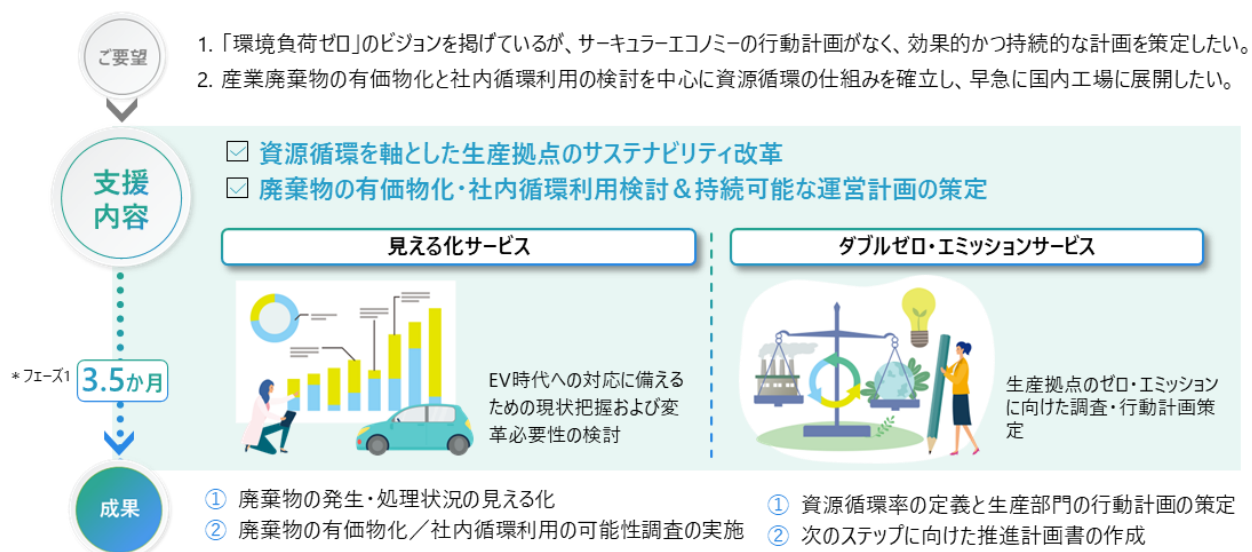 ご要望
1. 「環境負荷ゼロ」のビジョンを掲げているが、サーキュラーエコノミーの行動計画がなく、効果的かつ持続的な計画を策定したい。
2. 産業廃棄物の有価物化と社内循環利用の検討を中心に資源循環の仕組みを確立し、早急に国内工場に展開したい。
支援
内容
資源循環を軸とした生産拠点のサステナビリティ改革
廃棄物の有価物化・社内循環利用検討＆持続可能な運営計画の策定
見える化サービス
EV時代への対応に備える
ための現状把握および変
革必要性の検討
ダブルゼロ・エミッションサービス
生産拠点のゼロ・エミッション
に向けた調査・行動計画策
定
*フェーズ1
3.5か月
成果
① 廃棄物の発生・処理状況の見える化
② 廃棄物の有価物化／社内循環利用の可能性調査の実施
① 資源循環率の定義と生産部門の行動計画の策定
② 次のステップに向けた推進計画書の作成